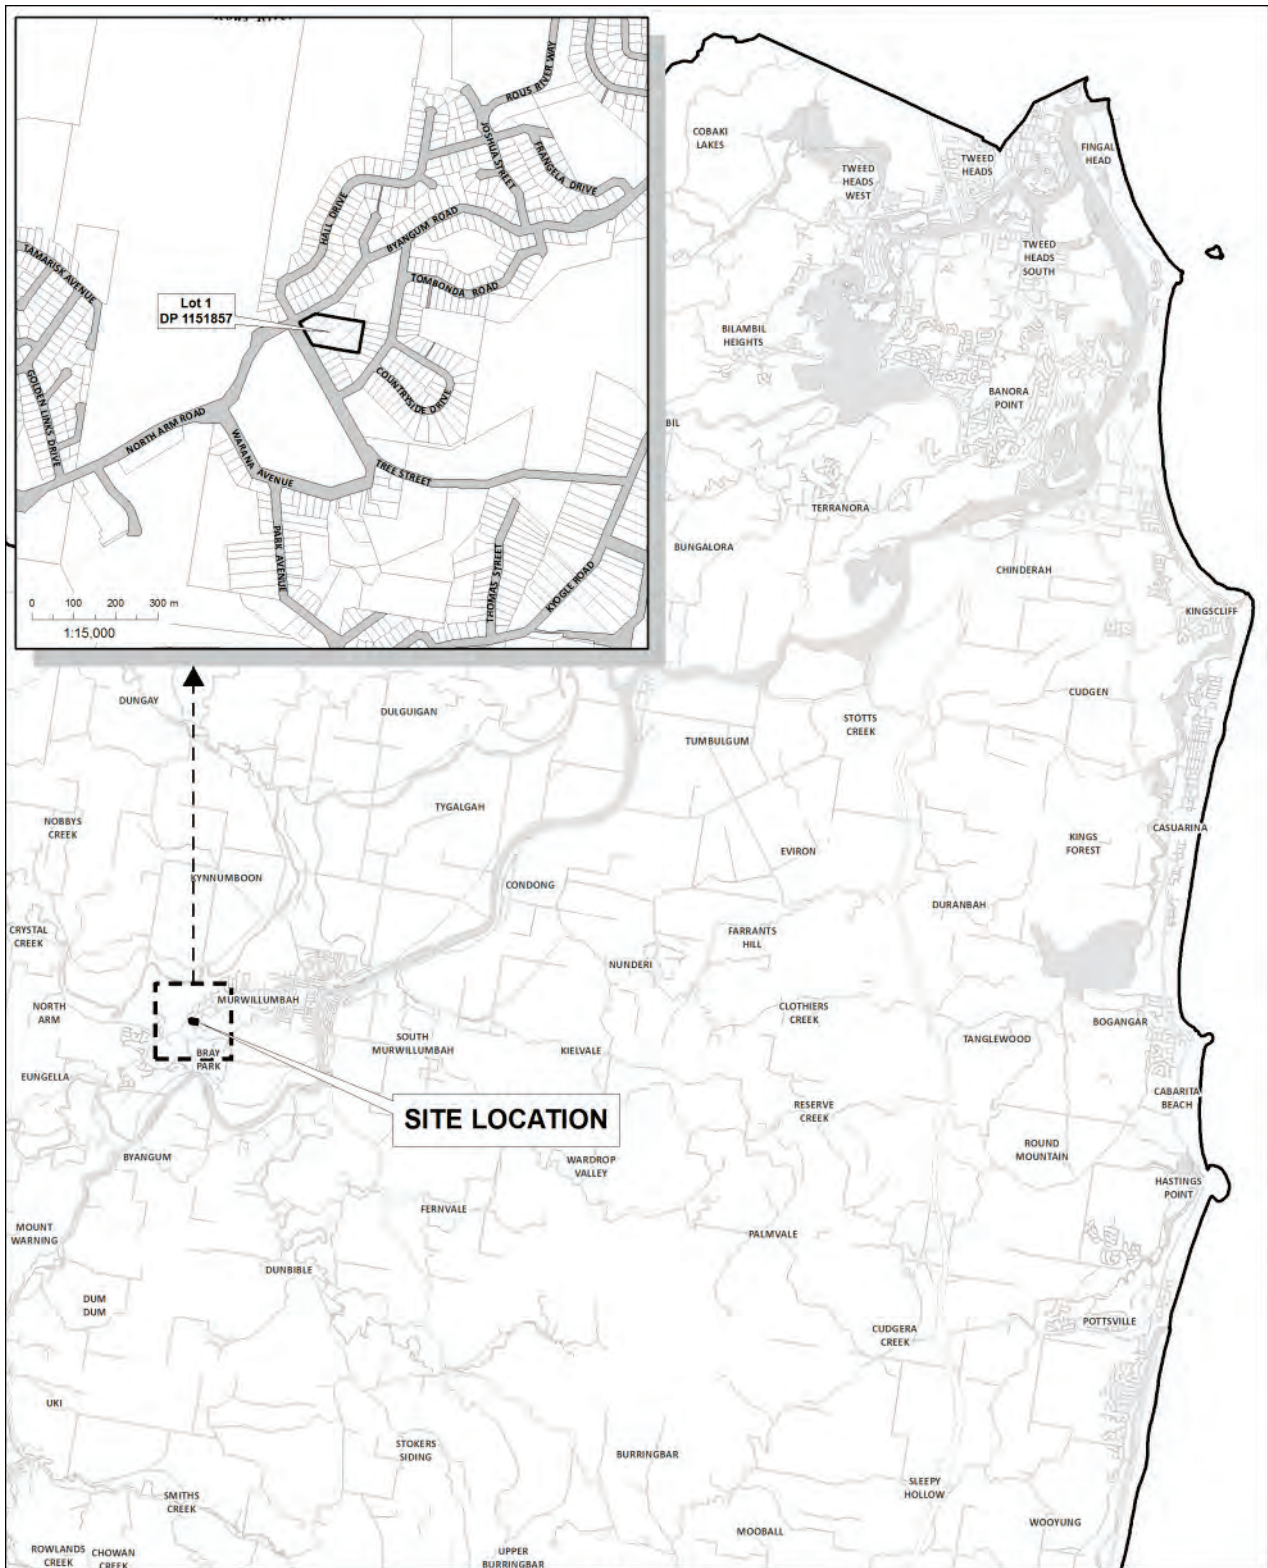 ROUS RIVER WAY
JOSHUA STREET
FRANGELA DRIVE
HALL DRIVE
BYANGUM ROAD
TAMARISK AVENUE
TOMBONDA ROAD
Lot 1
DP 1151857
GOLDEN LINKS DRIVE
COUNTRYSIDE DRIVE
NORTH ARM ROAD
WARANA AVENUE
TREE STREET
PARK AVENUE
THOMAS STREET
KYOGLE ROAD
0 100 200 300 m
1:15,000
COBAKI
LAKES
TWEED
HEADS
WEST
TWEED
HEADS
FINGAL
HEAD
TWEED
HEADS
SOUTH
BILAMBIL
HEIGHTS
BANORA
POINT
BIL
TERRANORA
BUNGALORA
CHINDERAH
KINGSCLIFF
DUNGAY
DULGUIGAN
CUDGEN
STOTTS
CREEK
TUMBULGUM
TYGALGAH
NOBBYS
CREEK
CASUARINA
KINGS
FOREST
EVIRON
KYNNUMBOON
CONDONG
DURANBAH
CRYSTAL
CREEK
FARRANTS
HILL
NUNDERI
MURWILLUMBAH
NORTH
ARM
CLOTHIERS
CREEK
BOGANGAR
SOUTH
MURWILLUMBAH
KIELVALE
TANGLEWOOD
BRAY
PARK
EUNGELLA
CABARITA
BEACH
SITE LOCATION
RESERVE
CREEK
ROUND
MOUNTAIN
BYANGUM
WARDROP
VALLEY
HASTINGS
POINT
FERNVALE
MOUNT
WARNING
PALMVALE
DUNBIBLE
DUM
DUM
CUDGERA
CREEK
POTTSVILLE
UKI
STOKERS
SIDING
BURRINGBAR
SLEEPY
HOLLOW
SMITHS
CREEK
WOOYUNG
MOOBALL
ROWLANDS
CREEK
CHOWAN
CREEK
UPPER
BURRINGBAR